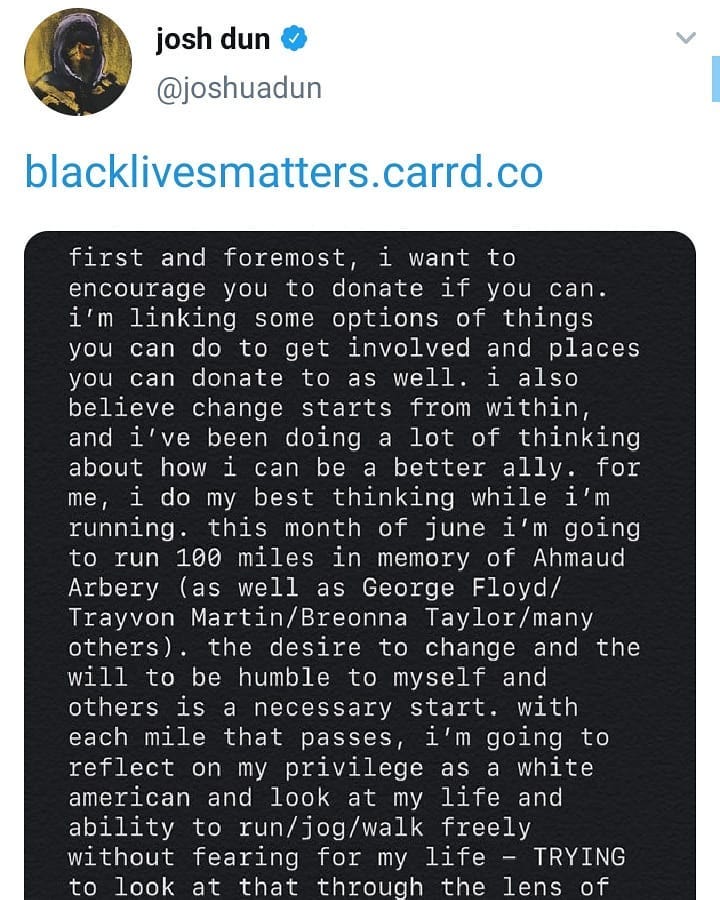 josh dun
@joshuadun
blacklivesmatters.carrd.co
first and foremost, i want to
encourage you to donate if you can.
i'm linking some options of things
you can do to get involved and places
you can donate to as well. i also
believe change starts from within,
and i've been doing a lot of thinking
about how i can be a better ally. for
me, i do my best thinking while i'm
running. this month of june i'm going
to run 100 miles in memory of Ahmaud
Arbery (as well as George Floyd/
Trayvon Martin/Breonna Taylor/many
others). the desire to change and the
will to be humble to myself and
others is a necessary start. with
each mile that passes, i'm going to
reflect on my privilege as a white
american and look at my life and
ability to run/jog/walk freely
without fearing for my life – TRYING
to look at that through the lens of